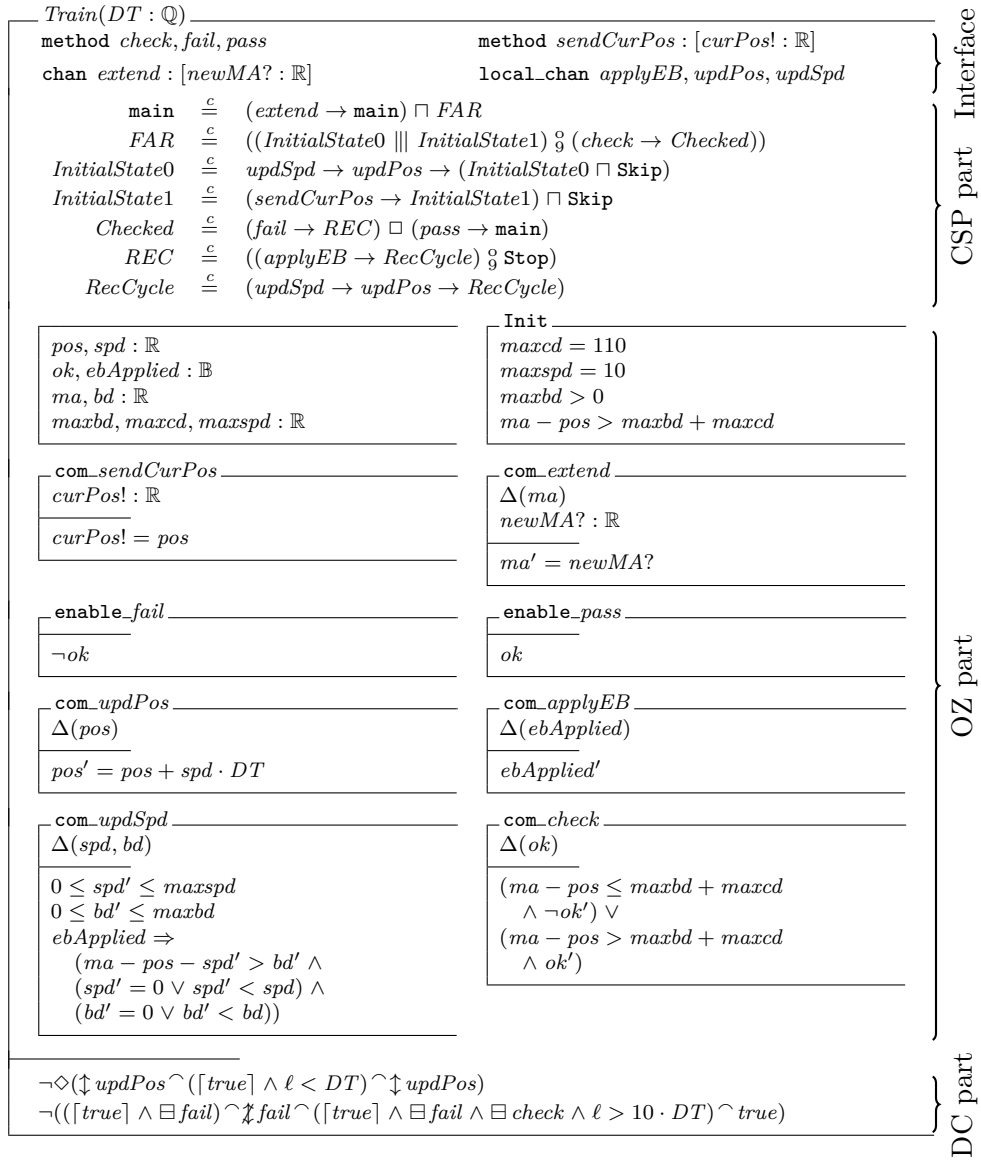 Train(DT : ℚ)
method check, fail, pass
method sendCurPos : [curPos! : ℝ]
chan extend : [newMA? : ℝ]
local_chan applyEB, updPos, updSpd
Interface
main ≝ᶜ (extend → main) ⊓ FAR
FAR ≝ᶜ ((InitialState0 ||| InitialState1) ⨟ (check → Checked))
InitialState0 ≝ᶜ updSpd → updPos → (InitialState0 ⊓ Skip)
InitialState1 ≝ᶜ (sendCurPos → InitialState1) ⊓ Skip
Checked ≝ᶜ (fail → REC) □ (pass → main)
REC ≝ᶜ ((applyEB → RecCycle) ⨟ Stop)
RecCycle ≝ᶜ (updSpd → updPos → RecCycle)
CSP part
pos, spd : ℝ
ok, ebApplied : 𝔹
ma, bd : ℝ
maxbd, maxcd, maxspd : ℝ
Init
maxcd = 110
maxspd = 10
maxbd > 0
ma − pos > maxbd + maxcd
com_sendCurPos
curPos! : ℝ
curPos! = pos
com_extend
Δ(ma)
newMA? : ℝ
ma′ = newMA?
enable_fail
¬ok
enable_pass
ok
com_updPos
Δ(pos)
pos′ = pos + spd · DT
com_applyEB
Δ(ebApplied)
ebApplied′
com_updSpd
Δ(spd, bd)
0 ≤ spd′ ≤ maxspd
0 ≤ bd′ ≤ maxbd
ebApplied ⇒
(ma − pos − spd′ > bd′ ∧
(spd′ = 0 ∨ spd′ < spd) ∧
(bd′ = 0 ∨ bd′ < bd))
com_check
Δ(ok)
(ma − pos ≤ maxbd + maxcd
∧ ¬ok′) ∨
(ma − pos > maxbd + maxcd
∧ ok′)
OZ part
¬◇(↕ updPos ⌢ (⌈true⌉ ∧ ℓ < DT) ⌢ ↕ updPos)
¬((⌈true⌉ ∧ ⊟ fail) ⌢ ↕̸ fail ⌢ (⌈true⌉ ∧ ⊟ fail ∧ ⊟ check ∧ ℓ > 10 · DT) ⌢ true)
DC part